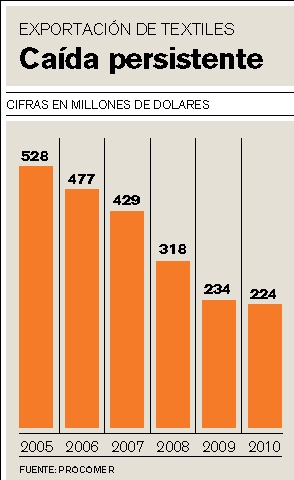 EXPORTACIÓN DE TEXTILES
Caída persistente
CIFRAS EN MILLONES DE DOLARES
528
477
429
318
234
224
2005 2006 2007 2008 2009 2010
FUENTE: PROCOMER